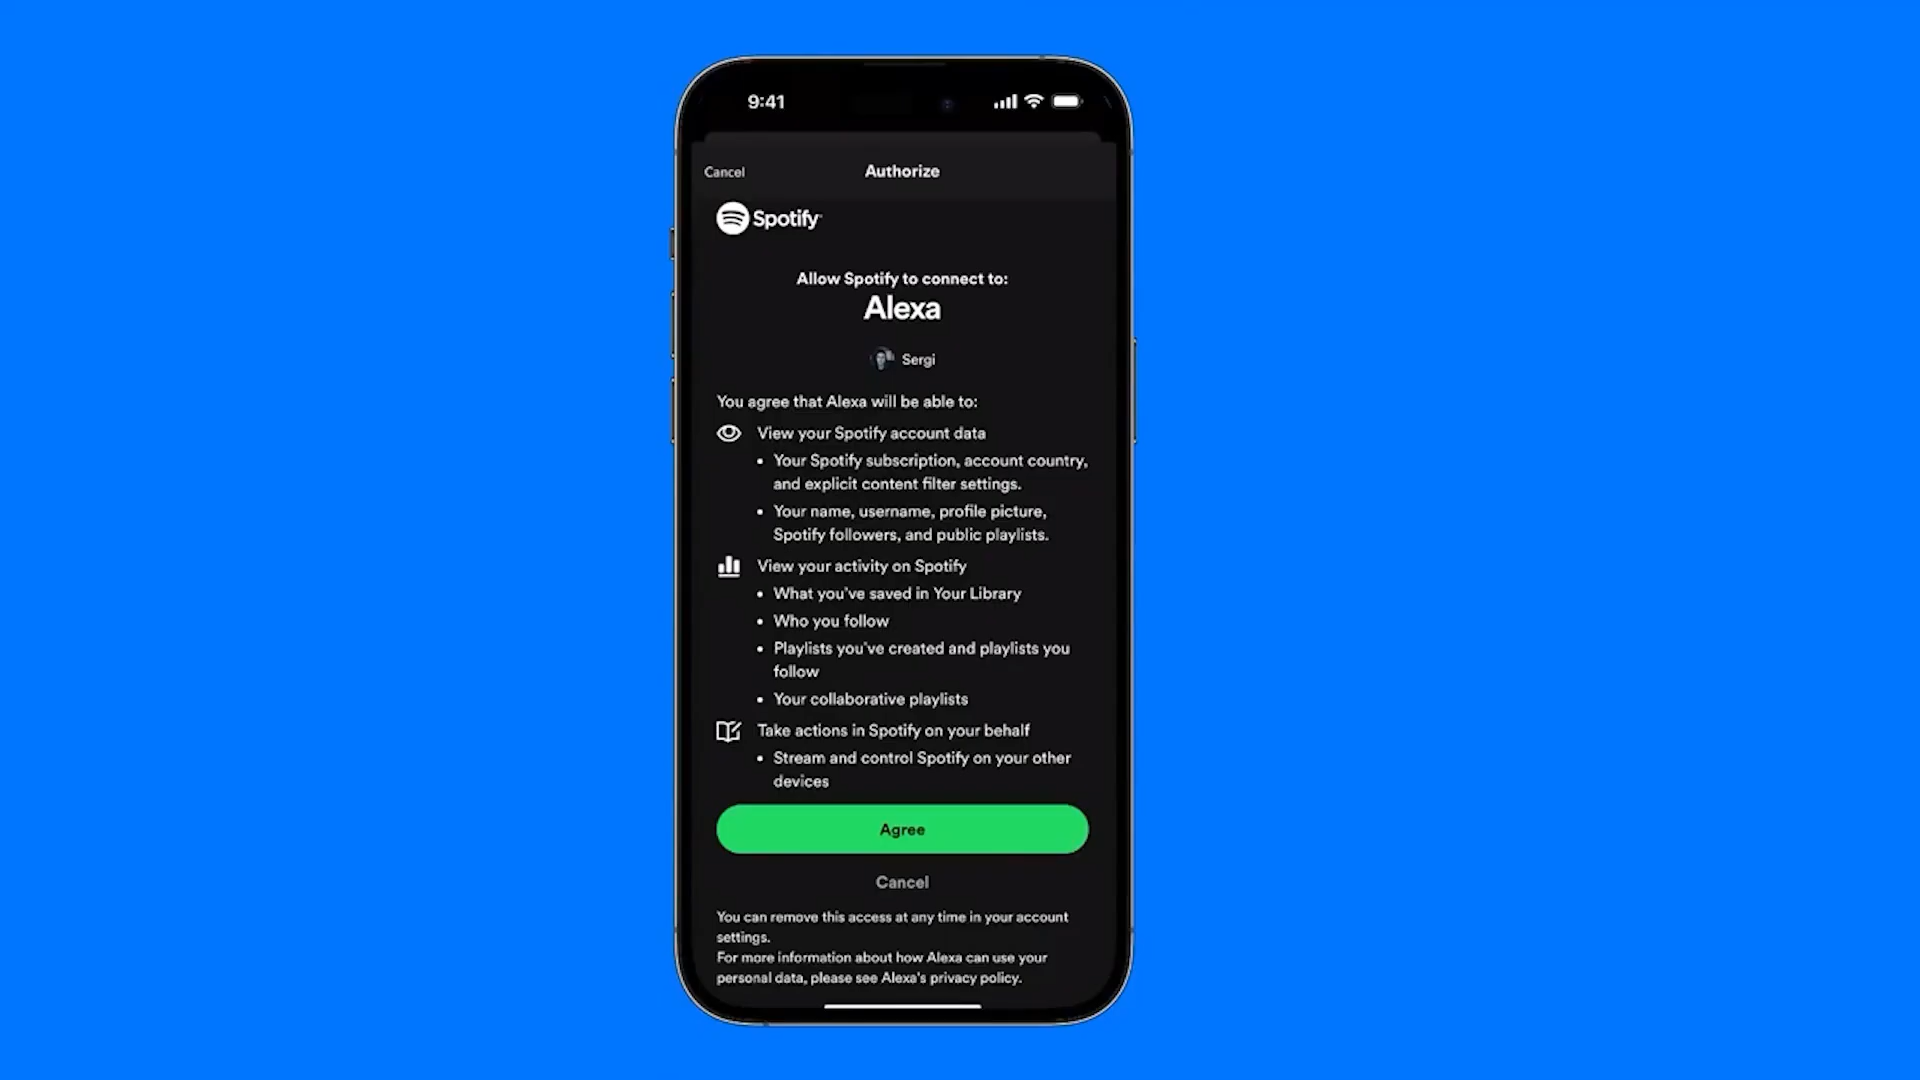 9:41
Cancel
Authorize
Spotify
Allow Spotify to connect to:
Alexa
Sergi
You agree that Alexa will be able to:
View your Spotify account data
• Your Spotify subscription, account country,
and explicit content filter settings.
• Your name, username, profile picture,
Spotify followers, and public playlists.
View your activity on Spotify
• What you've saved in Your Library
• Who you follow
• Playlists you've created and playlists you
follow
• Your collaborative playlists
Take actions in Spotify on your behalf
• Stream and control Spotify on your other
devices
Agree
Cancel
You can remove this access at any time in your account
settings.
For more information about how Alexa can use your
personal data, please see Alexa's privacy policy.